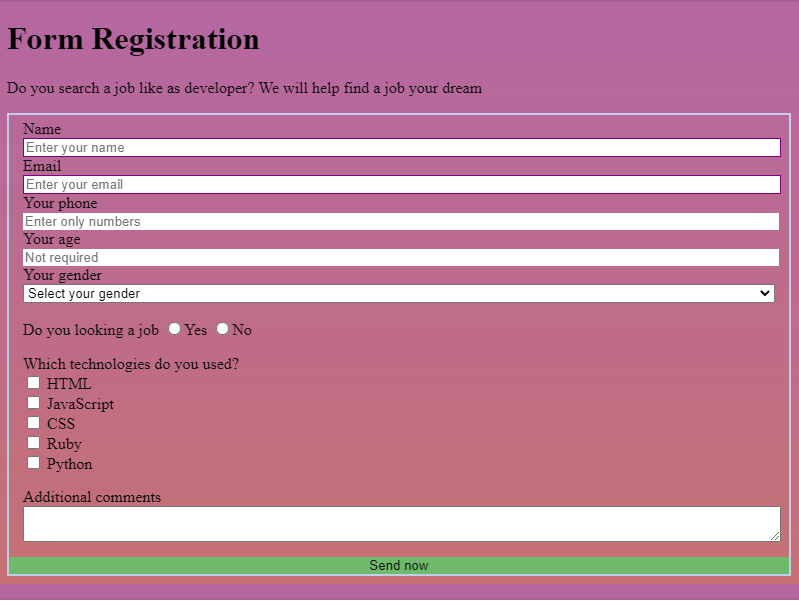 Form Registration
Do you search a job like as developer? We will help find a job your dream
Name
Enter your name
Email
Enter your email
Your phone
Enter only numbers
Your age
Not required
Your gender
Select your gender
Do you looking a job Yes No
Which technologies do you used?
HTML
JavaScript
CSS
Ruby
Python
Additional comments
Send now